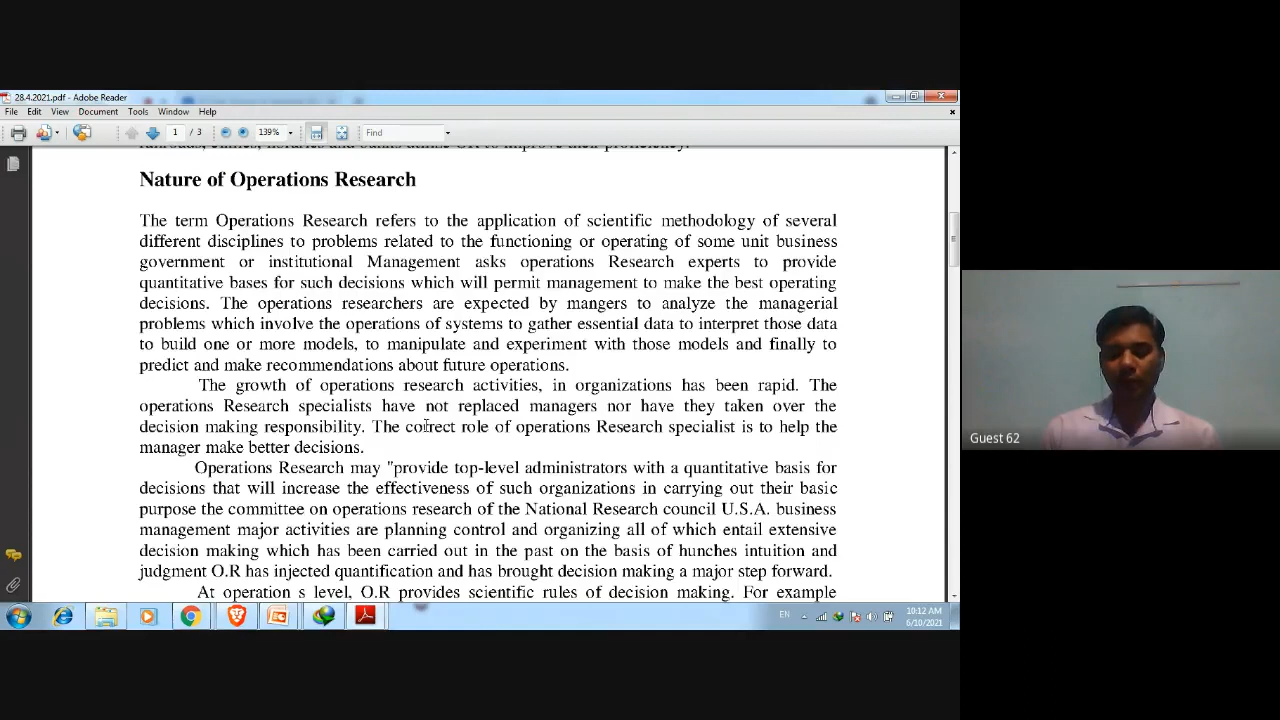 28.4.2021.pdf - Adobe Reader
File Edit View Document Tools Window Help
1 / 3 139% Find
railroads, clinics, libraries and banks utilize OR to improve their proficiency.
Nature of Operations Research
The term Operations Research refers to the application of scientific methodology of several
different disciplines to problems related to the functioning or operating of some unit business
government or institutional Management asks operations Research experts to provide
quantitative bases for such decisions which will permit management to make the best operating
decisions. The operations researchers are expected by mangers to analyze the managerial
problems which involve the operations of systems to gather essential data to interpret those data
to build one or more models, to manipulate and experiment with those models and finally to
predict and make recommendations about future operations.
The growth of operations research activities, in organizations has been rapid. The
operations Research specialists have not replaced managers nor have they taken over the
decision making responsibility. The correct role of operations Research specialist is to help the
manager make better decisions.
Operations Research may "provide top-level administrators with a quantitative basis for
decisions that will increase the effectiveness of such organizations in carrying out their basic
purpose the committee on operations research of the National Research council U.S.A. business
management major activities are planning control and organizing all of which entail extensive
decision making which has been carried out in the past on the basis of hunches intuition and
judgment O.R has injected quantification and has brought decision making a major step forward.
At operation s level, O.R provides scientific rules of decision making. For example
EN 10:12 AM
6/10/2021
Guest 62